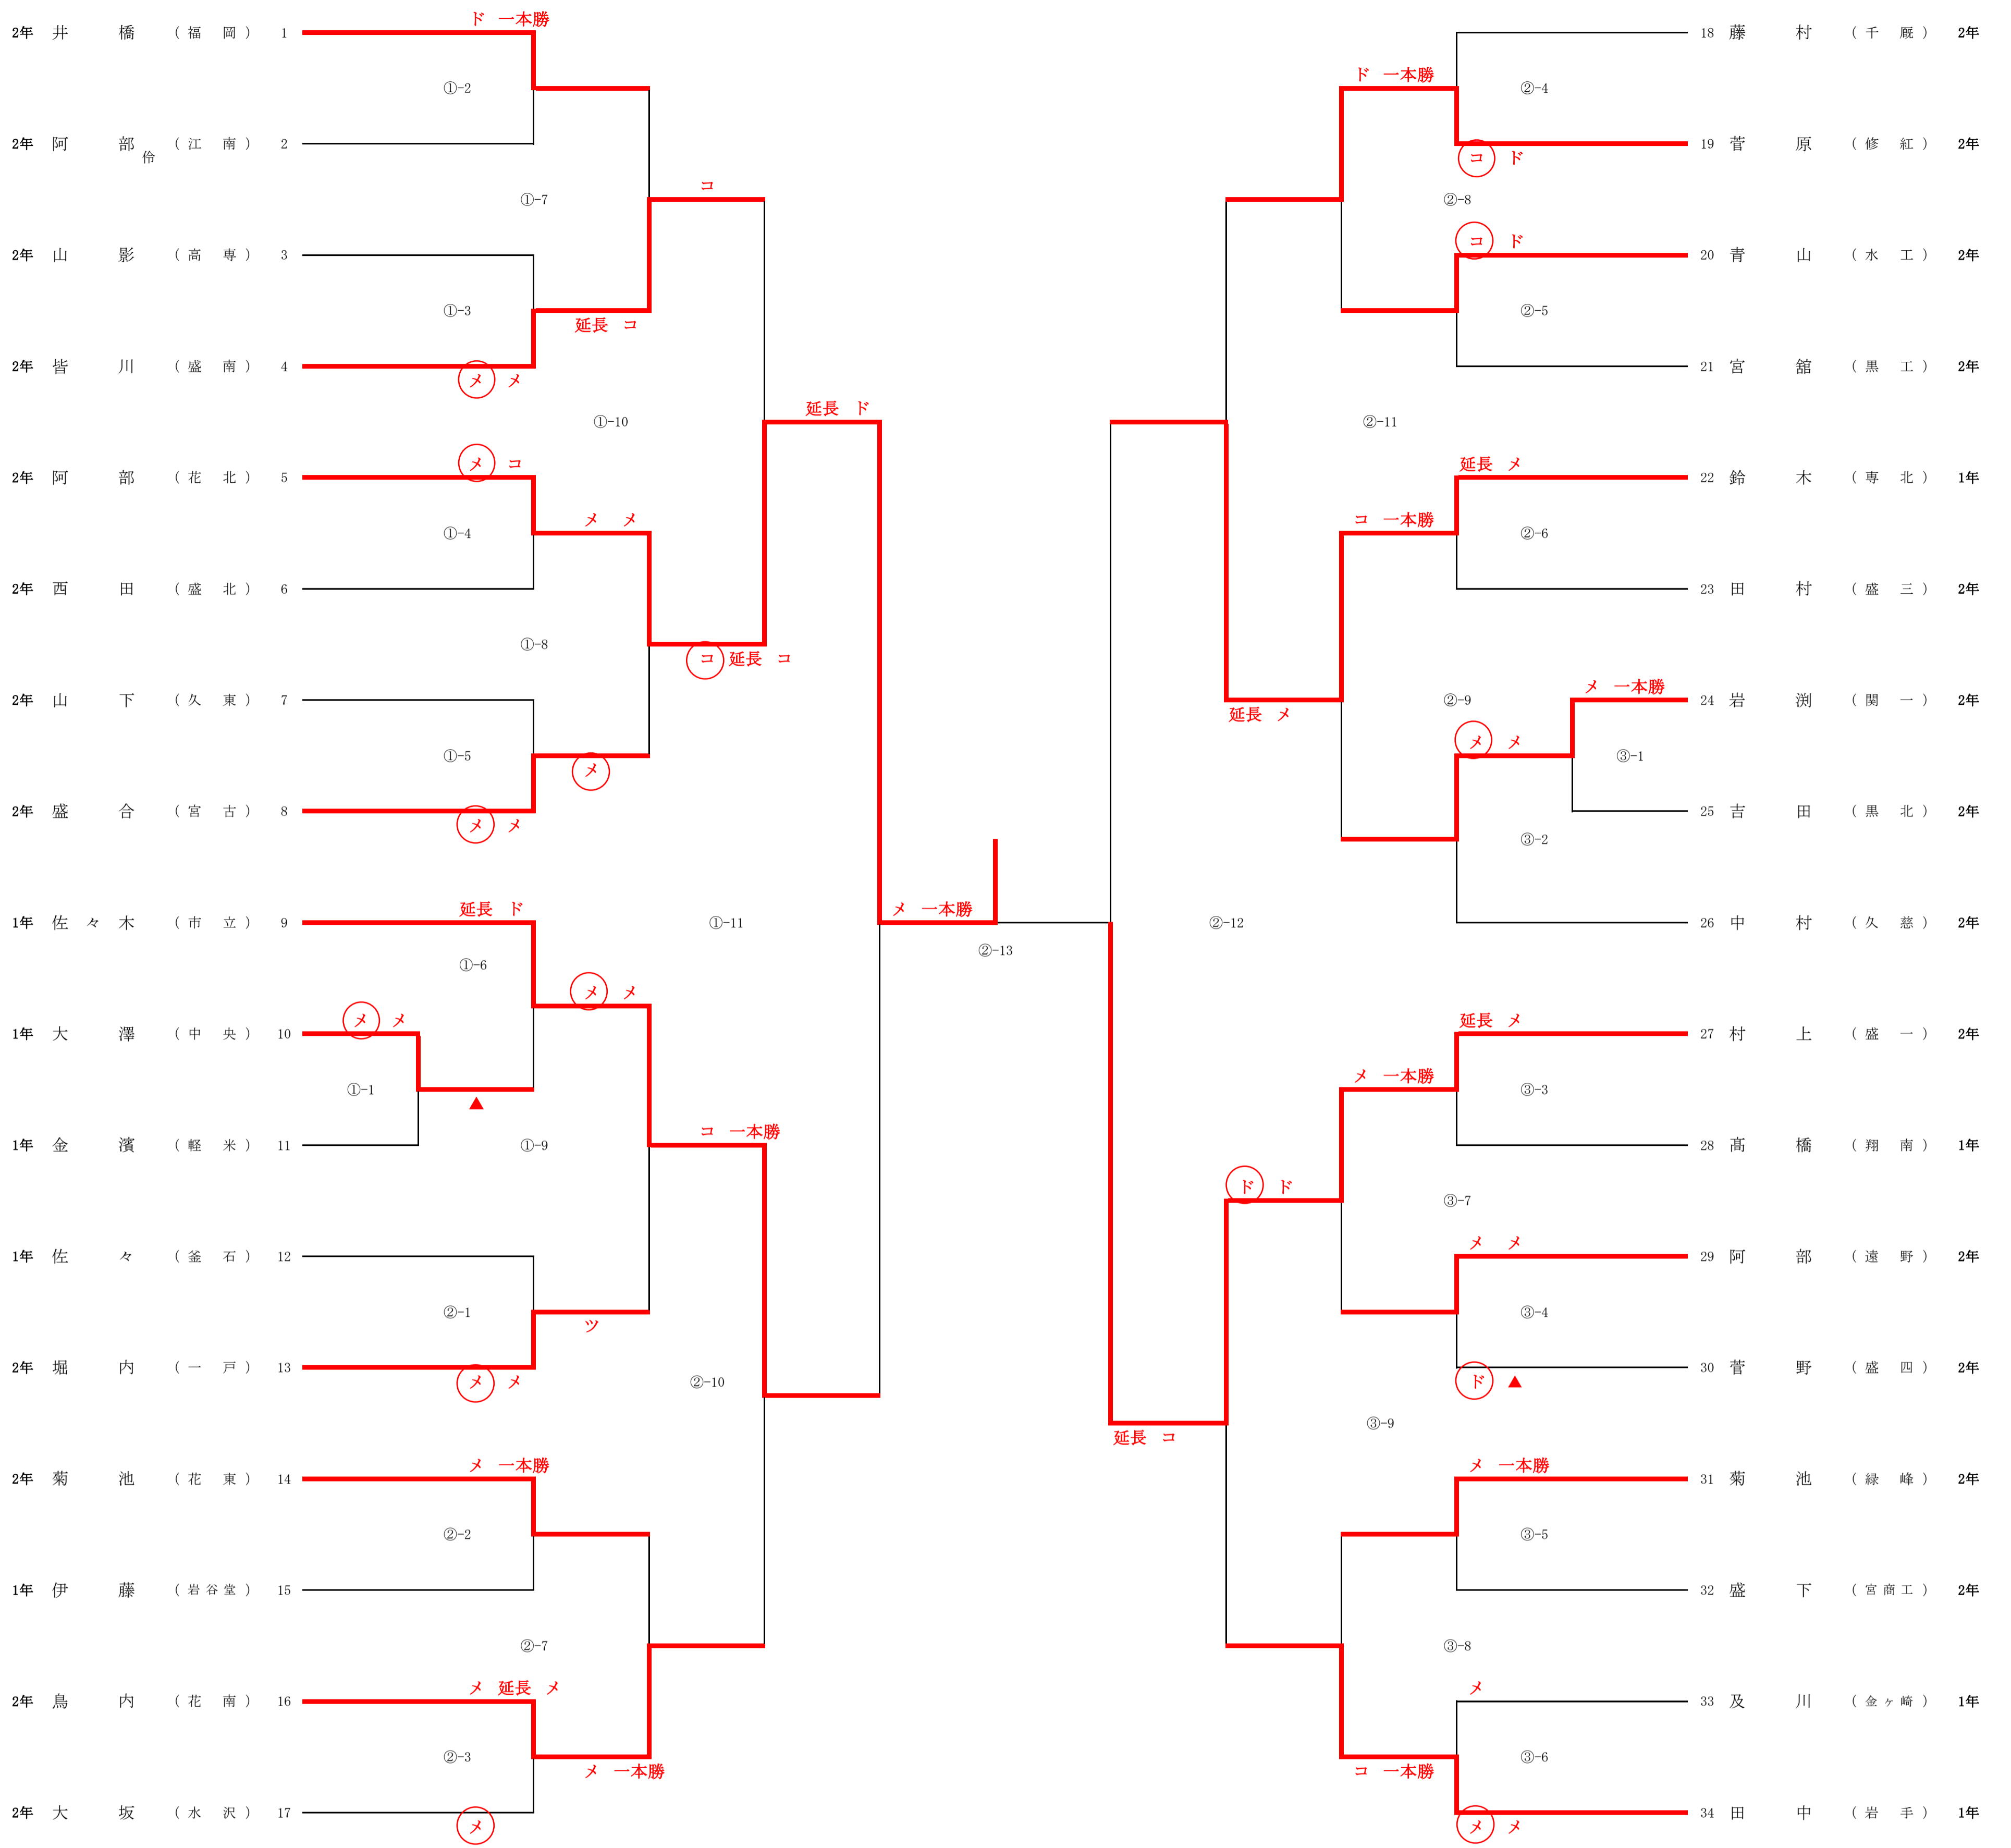 ド 一本勝
2年 井橋 (福岡) 1
①-2
2年 阿部伶 (江南) 2
①-7
コ
2年 山影 (高専) 3
①-3
延長 コ
2年 皆川 (盛南) 4
メ メ
①-10
延長 ド
メ コ
2年 阿部 (花北) 5
①-4
メ メ
2年 西田 (盛北) 6
①-8
コ 延長 コ
2年 山下 (久東) 7
①-5
メ
2年 盛合 (宮古) 8
メ メ
延長 ド
1年 佐々木 (市立) 9
①-11
メ 一本勝
②-13
①-6
メ メ
メ メ
1年 大澤 (中央) 10
①-1
▲
1年 金濱 (軽米) 11
①-9
コ 一本勝
1年 佐々 (釜石) 12
②-1
ツ
2年 堀内 (一戸) 13
メ メ
②-10
メ 一本勝
2年 菊池 (花東) 14
②-2
1年 伊藤 (岩谷堂) 15
②-7
メ 延長 メ
2年 鳥内 (花南) 16
②-3
メ 一本勝
2年 大坂 (水沢) 17
メ
18 藤村 (千厩) 2年
ド 一本勝
②-4
19 菅原 (修紅) 2年
コ ド
②-8
コ ド
20 青山 (水工) 2年
②-5
21 宮舘 (黒工) 2年
②-11
延長 メ
22 鈴木 (専北) 1年
コ 一本勝
②-6
23 田村 (盛三) 2年
メ 一本勝
②-9
24 岩渕 (関一) 2年
延長 メ
メ メ
③-1
25 吉田 (黒北) 2年
③-2
②-12
26 中村 (久慈) 2年
延長 メ
27 村上 (盛一) 2年
メ 一本勝
③-3
28 髙橋 (翔南) 1年
ド ド
③-7
メ メ
29 阿部 (遠野) 2年
③-4
30 菅野 (盛四) 2年
ド ▲
③-9
延長 コ
メ 一本勝
31 菊池 (緑峰) 2年
③-5
32 盛下 (宮商工) 2年
③-8
メ
33 及川 (金ヶ崎) 1年
③-6
コ 一本勝
34 田中 (岩手) 1年
メ メ